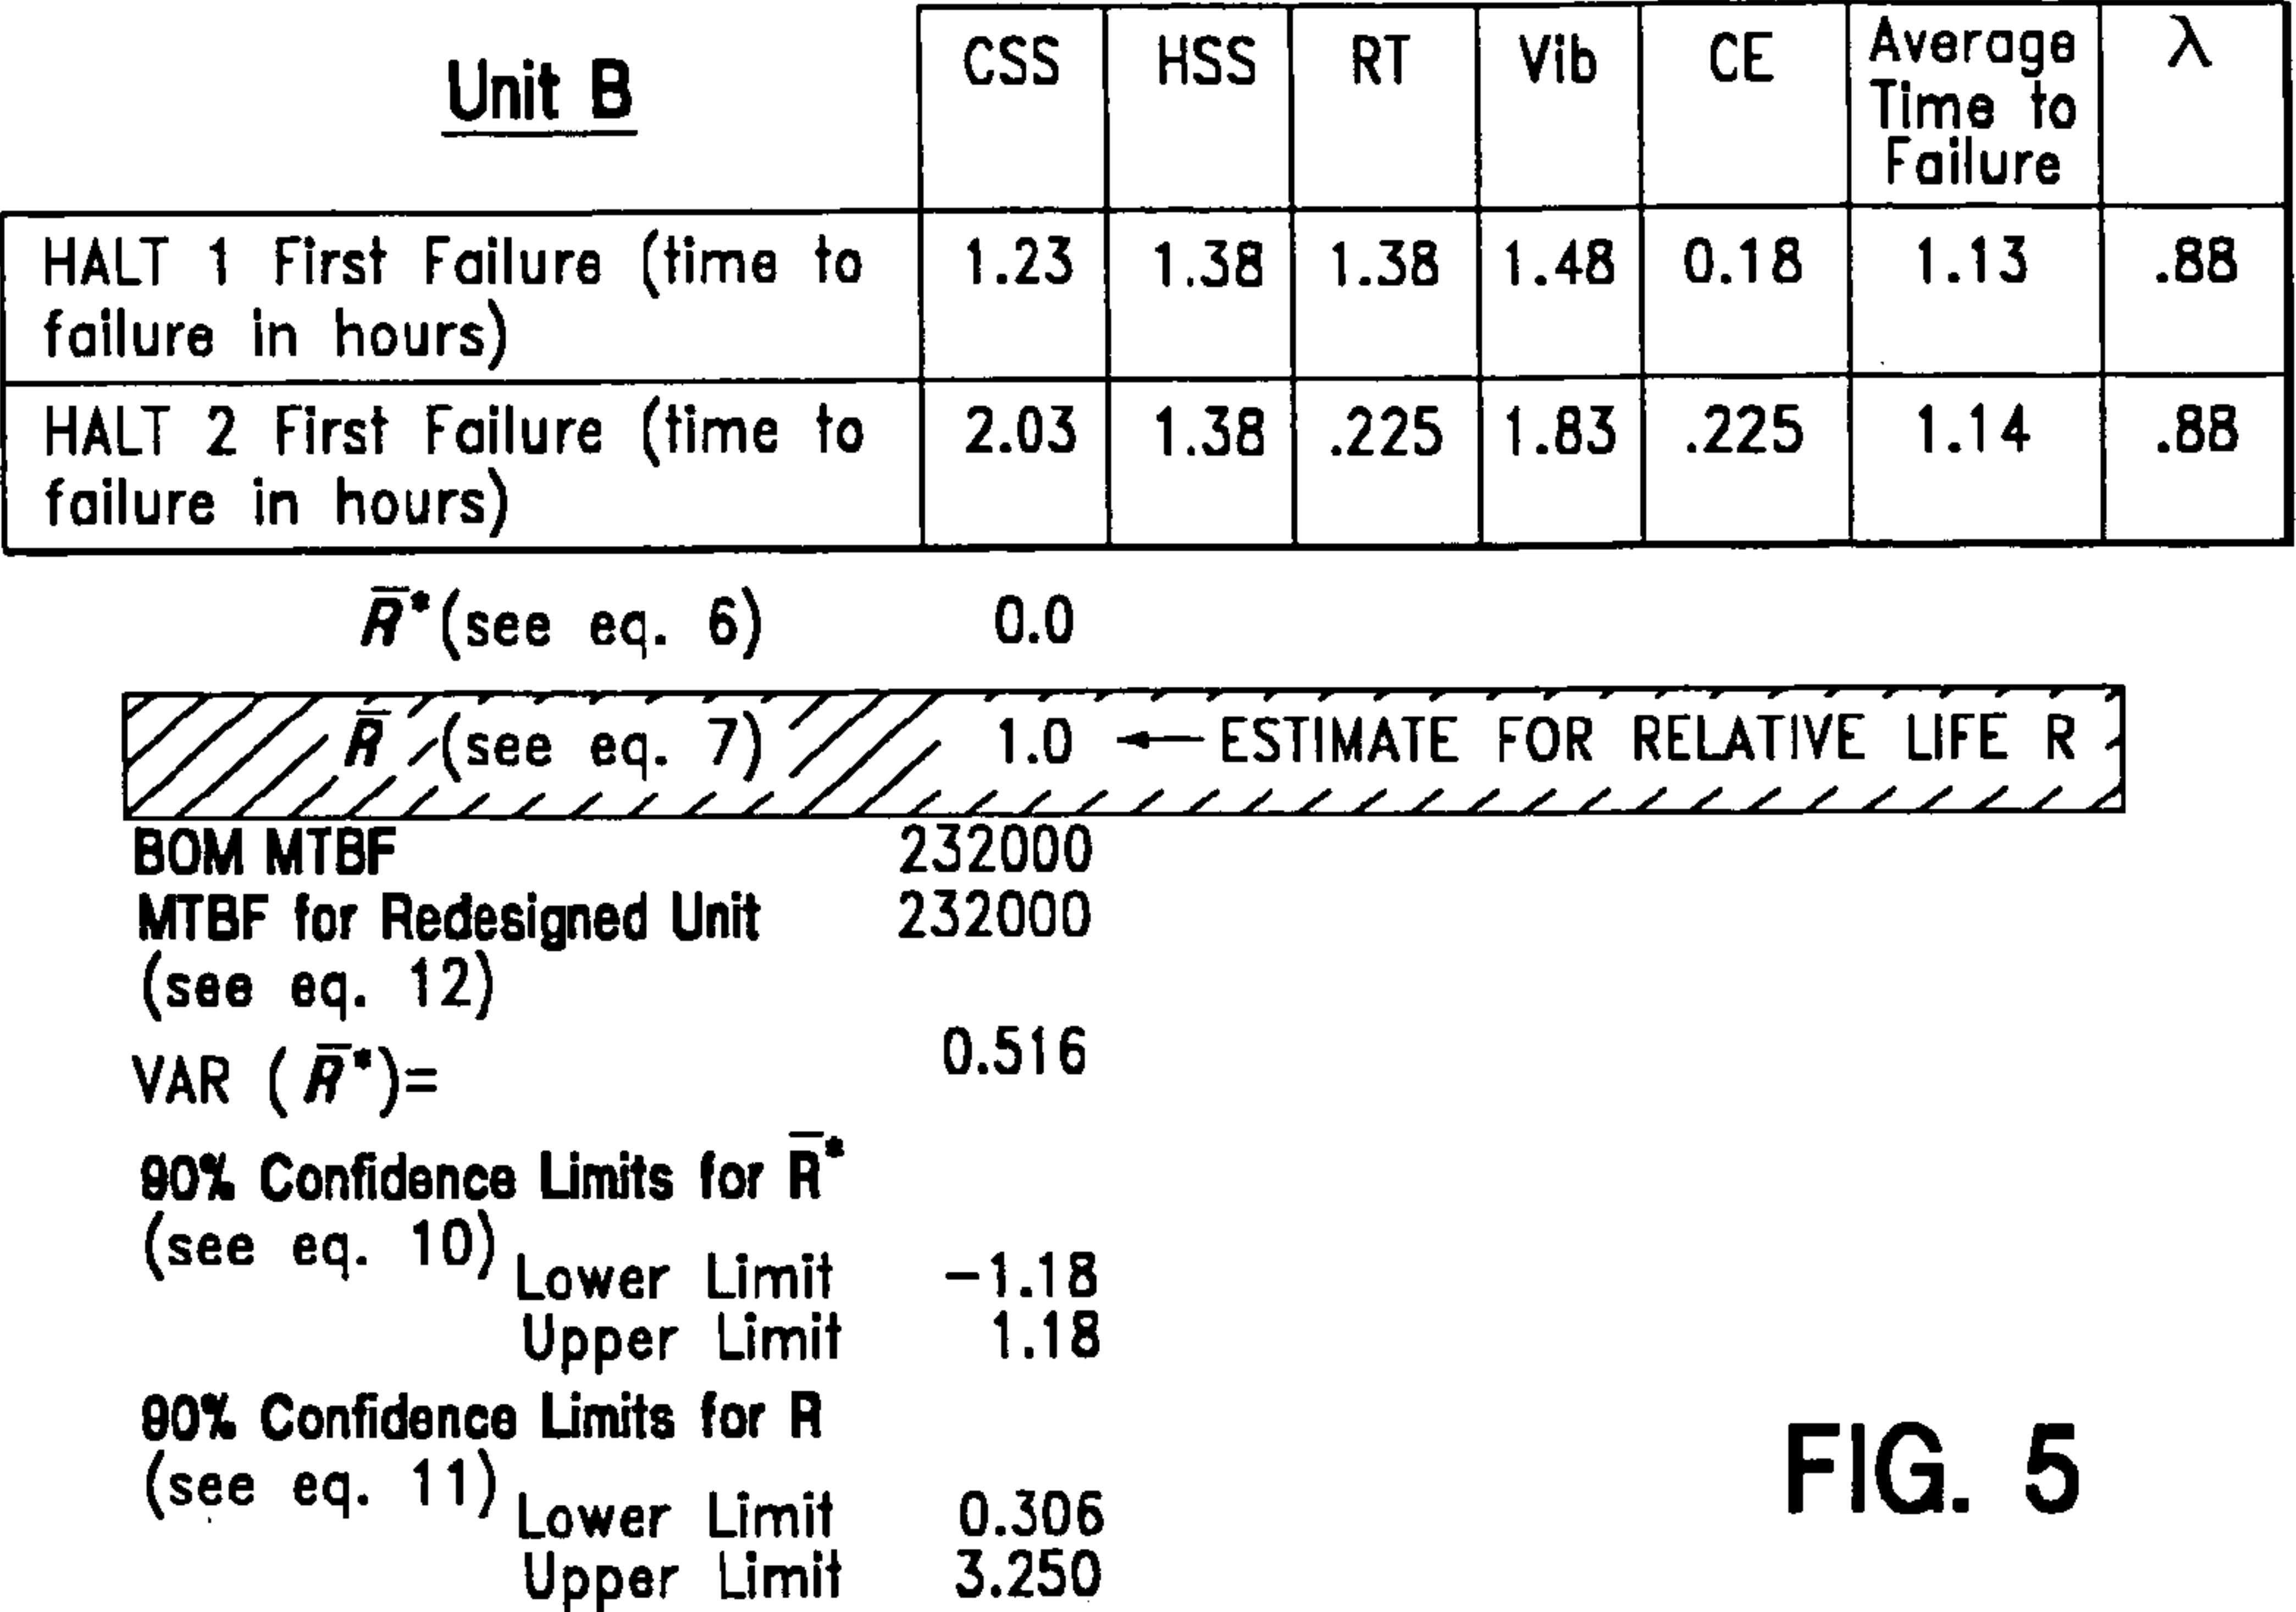 Unit B
CSS HSS RT Vib CE Average Time to Failure λ
HALT 1 First Failure (time to failure in hours) 1.23 1.38 1.38 1.48 0.18 1.13 .88
HALT 2 First Failure (time to failure in hours) 2.03 1.38 .225 1.83 .225 1.14 .88
R̅* (see eq. 6) 0.0
R̅ (see eq. 7) 1.0 ← ESTIMATE FOR RELATIVE LIFE R
BOM MTBF 232000
MTBF for Redesigned Unit 232000
(see eq. 12)
VAR (R̅*)= 0.516
90% Confidence Limits for R̅*
(see eq. 10)
Lower Limit -1.18
Upper Limit 1.18
90% Confidence Limits for R
(see eq. 11)
Lower Limit 0.306
Upper Limit 3.250
FIG. 5